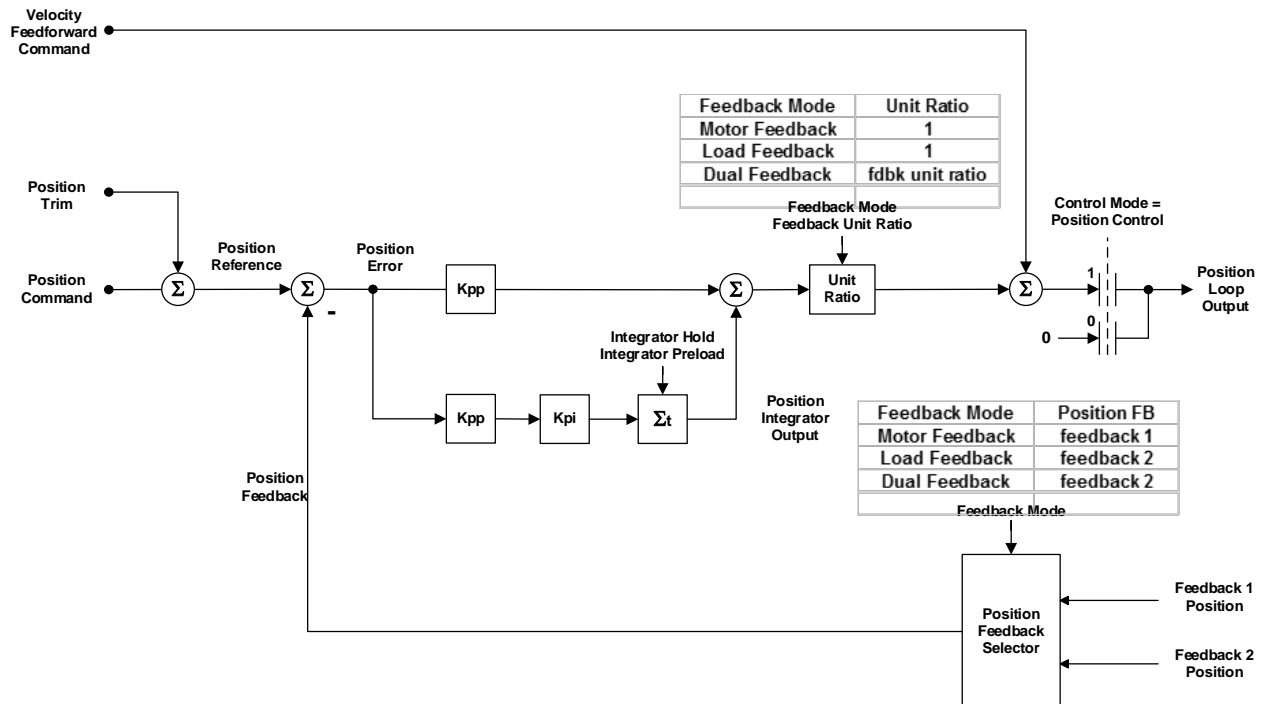 Velocity
Feedforward
Command
Feedback Mode Unit Ratio
Motor Feedback 1
Load Feedback 1
Dual Feedback fdbk unit ratio
Feedback Mode
Feedback Unit Ratio
Control Mode =
Position Control
Position
Trim
Position
Reference
Position
Error
Position
Command
Σ
Σ
-
Kpp
Σ
Unit
Ratio
Σ
1
Position
Loop
Output
0
0
Integrator Hold
Integrator Preload
Kpp
Kpi
Σt
Position
Integrator
Output
Feedback Mode Position FB
Motor Feedback feedback 1
Load Feedback feedback 2
Dual Feedback feedback 2
Feedback Mode
Position
Feedback
Position
Feedback
Selector
Feedback 1
Position
Feedback 2
Position